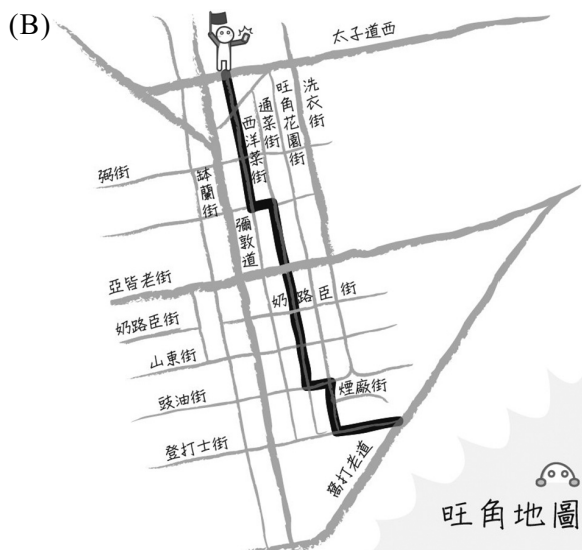 (B)
太子道西
洗衣街
旺角花園街
通菜街
西洋菜街
弼街
缽蘭街
彌敦道
亞皆老街
奶路臣街
奶路臣街
山東街
豉油街
煙廠街
登打士街
窩打老道
旺角地圖